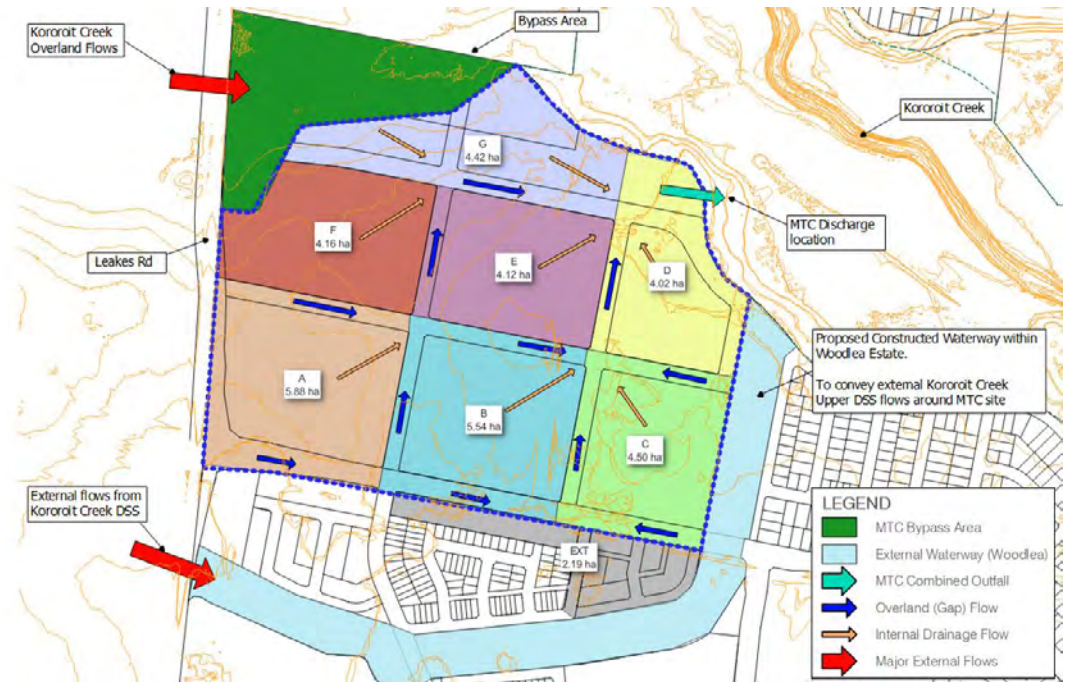 Kororoit Creek
Overland Flows
Bypass Area
Kororoit Creek
G
4.42 ha
MTC Discharge
location
F
4.16 ha
Leakes Rd
E
4.12 ha
D
4.02 ha
Proposed Constructed Waterway within
Woodlea Estate.
To convey external Kororoit Creek
Upper DSS flows around MTC site
A
5.88 ha
B
5.54 ha
C
4.50 ha
External flows from
Kororoit Creek DSS
EXT
2.19 ha
LEGEND
MTC Bypass Area
External Waterway (Woodlea)
MTC Combined Outfall
Overland (Gap) Flow
Internal Drainage Flow
Major External Flows